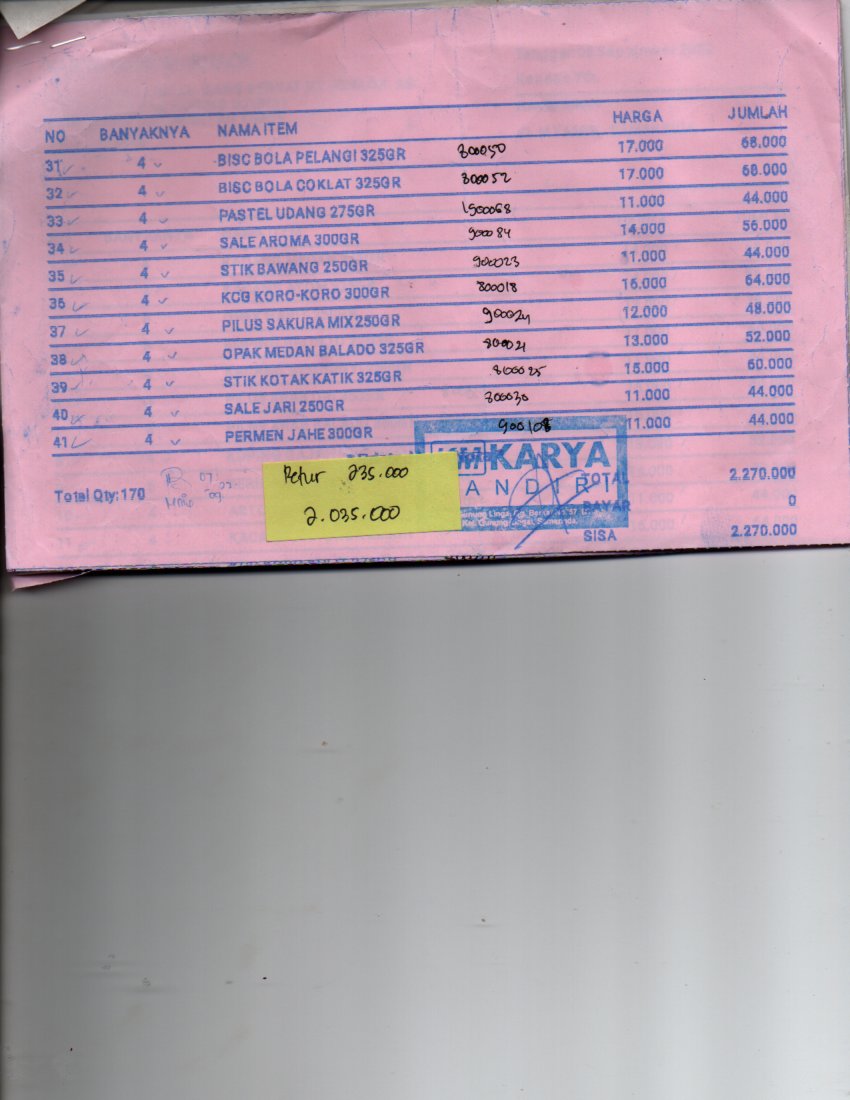 NO BANYAKNYA NAMA ITEM HARGA JUMLAH
31 4 BISC BOLA PELANGI 325GR 800050 17.000 68.000
32 4 BISC BOLA COKLAT 325GR 800052 17.000 68.000
33 4 PASTEL UDANG 275GR 1500068 11.000 44.000
34 4 SALE AROMA 300GR 900084 14.000 56.000
35 4 STIK BAWANG 250GR 900023 11.000 44.000
36 4 KCG KORO-KORO 300GR 800018 16.000 64.000
37 4 PILUS SAKURA MIX 250GR 12.000 48.000
38 4 OPAK MEDAN BALADO 325GR 800021 13.000 52.000
39 4 STIK KOTAK KATIK 325GR 800025 15.000 60.000
40 4 SALE JARI 250GR 11.000 44.000
41 4 PERMEN JAHE 300GR 900108 11.000 44.000
KARYA
Retur 235.000
2.035.000
Total Qty:170
ANDIRI
TOTAL 2.270.000
BAYAR 0
SISA 2.270.000